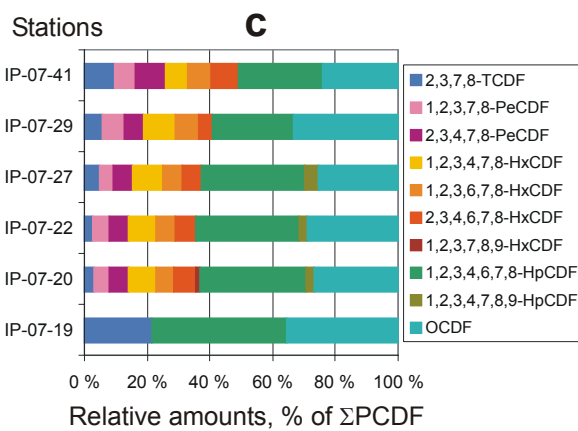 Stations
C
IP-07-41
IP-07-29
IP-07-27
IP-07-22
IP-07-20
IP-07-19
0 % 20 % 40 % 60 % 80 % 100 %
Relative amounts, % of ΣPCDF
2,3,7,8-TCDF
1,2,3,7,8-PeCDF
2,3,4,7,8-PeCDF
1,2,3,4,7,8-HxCDF
1,2,3,6,7,8-HxCDF
2,3,4,6,7,8-HxCDF
1,2,3,7,8,9-HxCDF
1,2,3,4,6,7,8-HpCDF
1,2,3,4,7,8,9-HpCDF
OCDF